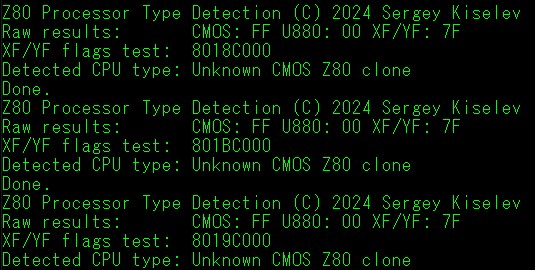 Z80 Processor Type Detection (C) 2024 Sergey Kiselev
Raw results:       CMOS: FF U880: 00 XF/YF: 7F
XF/YF flags test:  8018C000
Detected CPU type: Unknown CMOS Z80 clone
Done.
Z80 Processor Type Detection (C) 2024 Sergey Kiselev
Raw results:       CMOS: FF U880: 00 XF/YF: 7F
XF/YF flags test:  801BC000
Detected CPU type: Unknown CMOS Z80 clone
Done.
Z80 Processor Type Detection (C) 2024 Sergey Kiselev
Raw results:       CMOS: FF U880: 00 XF/YF: 7F
XF/YF flags test:  8019C000
Detected CPU type: Unknown CMOS Z80 clone